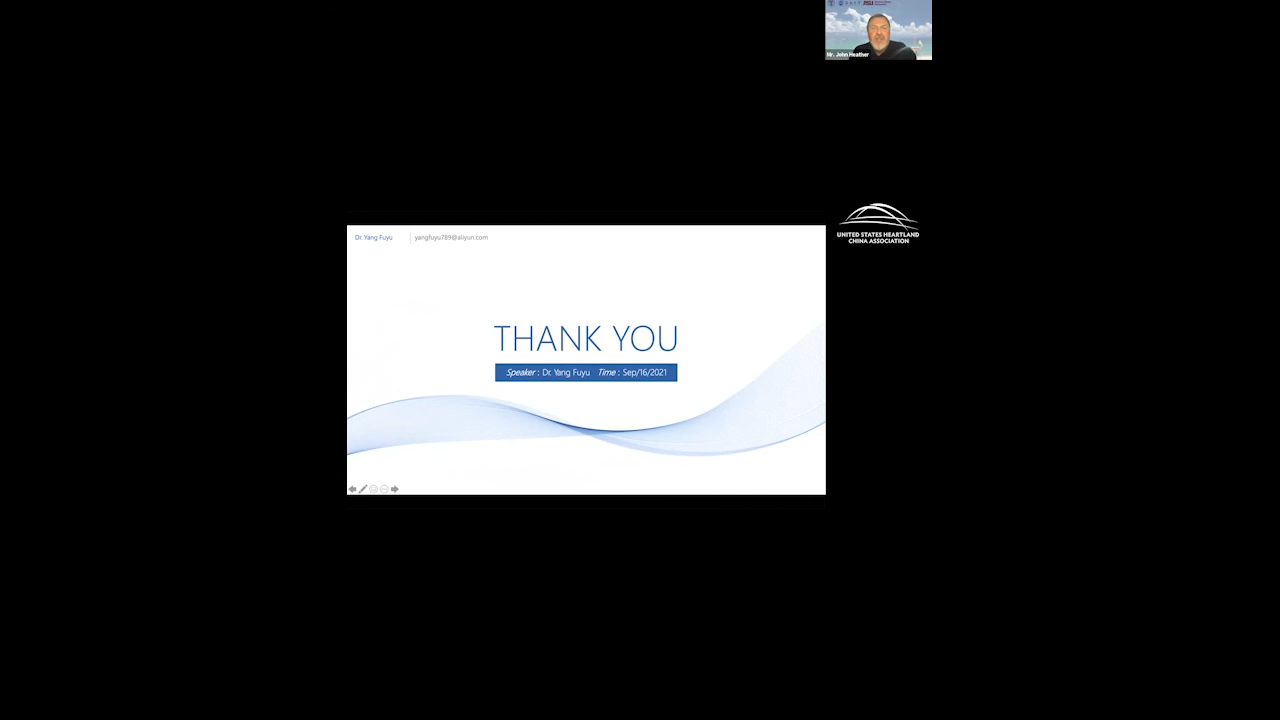 Mr. John Heather
UNITED STATES HEARTLAND
CHINA ASSOCIATION
Dr. Yang Fuyu
yangfuyu789@aliyun.com
THANK YOU
Speaker : Dr. Yang Fuyu Time : Sep/16/2021